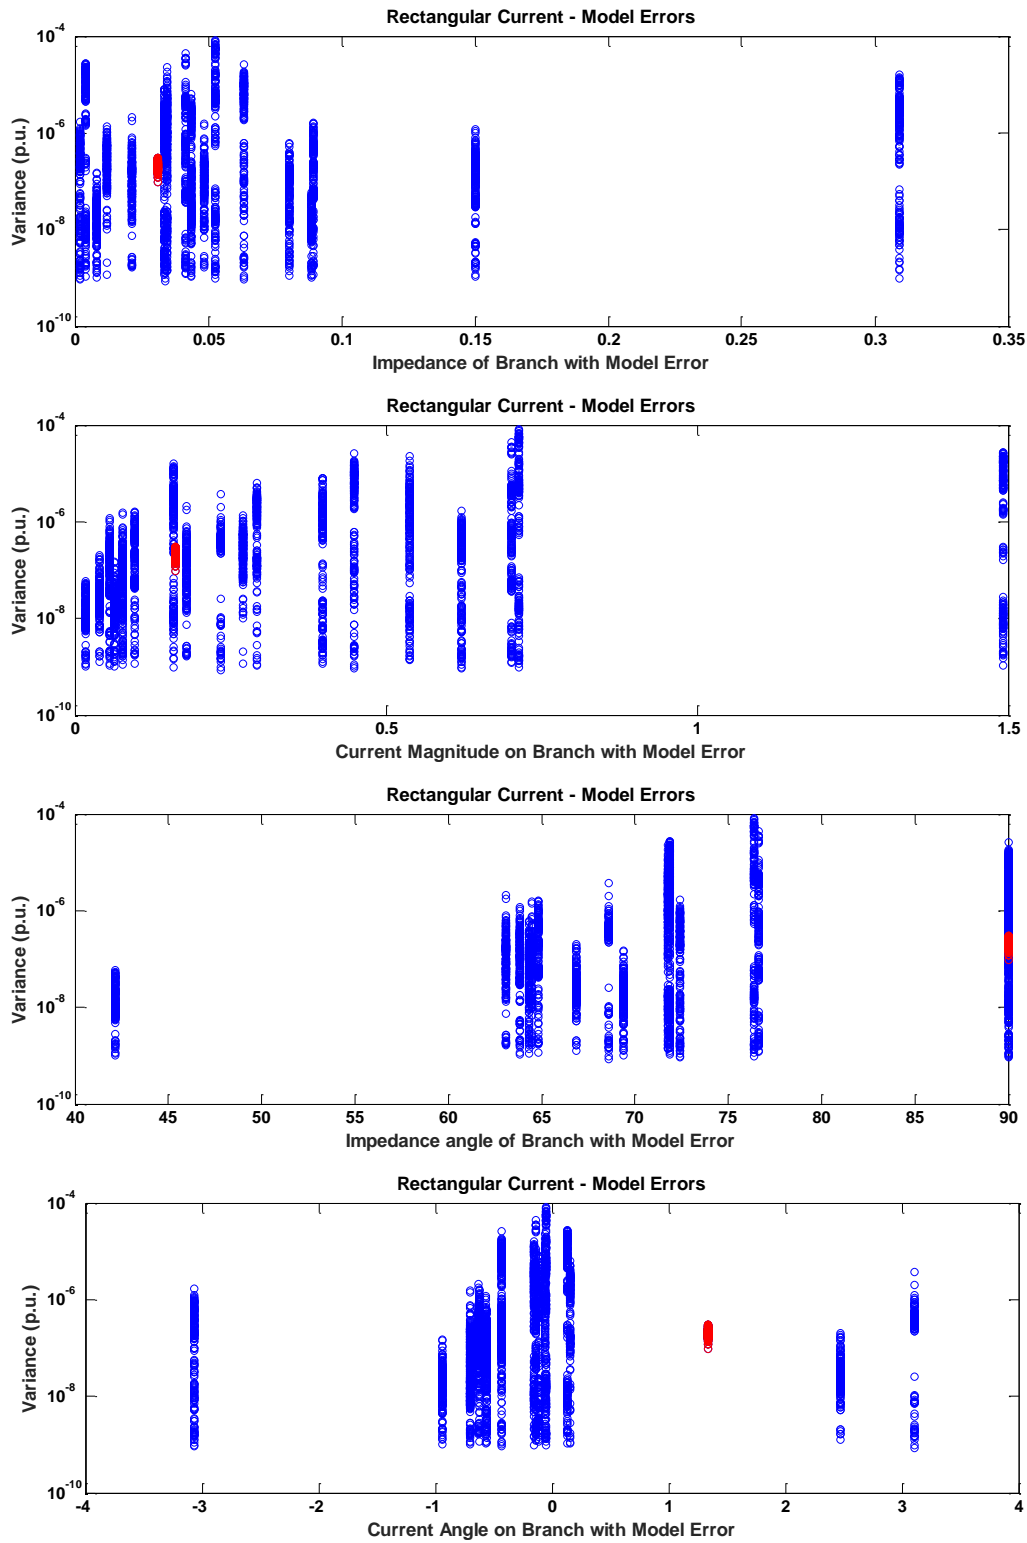 Rectangular Current - Model Errors
10^-4
10^-6
10^-8
10^-10
Variance (p.u.)
0 0.05 0.1 0.15 0.2 0.25 0.3 0.35
Impedance of Branch with Model Error
Rectangular Current - Model Errors
10^-4
10^-6
10^-8
10^-10
Variance (p.u.)
0 0.5 1 1.5
Current Magnitude on Branch with Model Error
Rectangular Current - Model Errors
10^-4
10^-6
10^-8
10^-10
Variance (p.u.)
40 45 50 55 60 65 70 75 80 85 90
Impedance angle of Branch with Model Error
Rectangular Current - Model Errors
10^-4
10^-6
10^-8
10^-10
Variance (p.u.)
-4 -3 -2 -1 0 1 2 3 4
Current Angle on Branch with Model Error